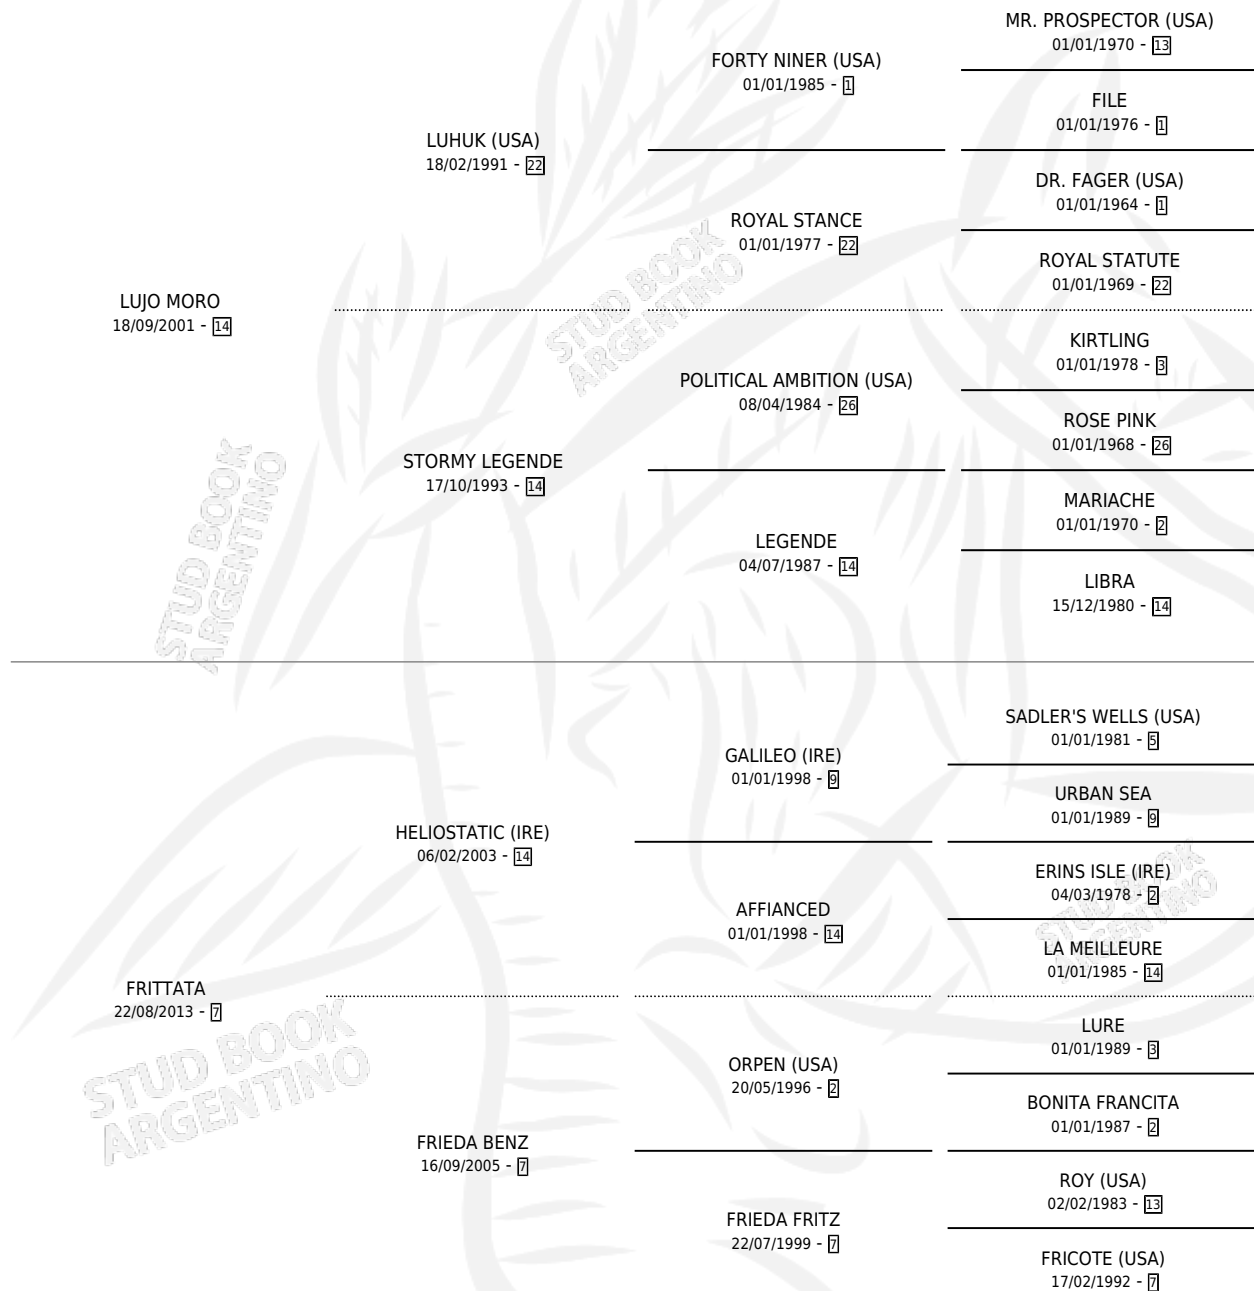 MR. PROSPECTOR (USA)
01/01/1970 - 13
FORTY NINER (USA)
01/01/1985 - 1
FILE
01/01/1976 - 1
LUHUK (USA)
18/02/1991 - 22
DR. FAGER (USA)
01/01/1964 - 1
ROYAL STANCE
01/01/1977 - 22
ROYAL STATUTE
01/01/1969 - 22
LUJO MORO
18/09/2001 - 14
KIRTLING
01/01/1978 - 3
POLITICAL AMBITION (USA)
08/04/1984 - 26
ROSE PINK
01/01/1968 - 26
STORMY LEGENDE
17/10/1993 - 14
MARIACHE
01/01/1970 - 2
LEGENDE
04/07/1987 - 14
LIBRA
15/12/1980 - 14
SADLER'S WELLS (USA)
01/01/1981 - 5
GALILEO (IRE)
01/01/1998 - 9
URBAN SEA
01/01/1989 - 9
HELIOSTATIC (IRE)
06/02/2003 - 14
ERINS ISLE (IRE)
04/03/1978 - 2
AFFIANCED
01/01/1998 - 14
LA MEILLEURE
01/01/1985 - 14
FRITTATA
22/08/2013 - 7
LURE
01/01/1989 - 3
ORPEN (USA)
20/05/1996 - 2
BONITA FRANCITA
01/01/1987 - 2
FRIEDA BENZ
16/09/2005 - 7
ROY (USA)
02/02/1983 - 13
FRIEDA FRITZ
22/07/1999 - 7
FRICOTE (USA)
17/02/1992 - 7
STUD BOOK
ARGENTINO
STUD BOOK
ARGENTINO
STUD BOOK
ARGENTINO
STUD BOOK
ARGENTINO